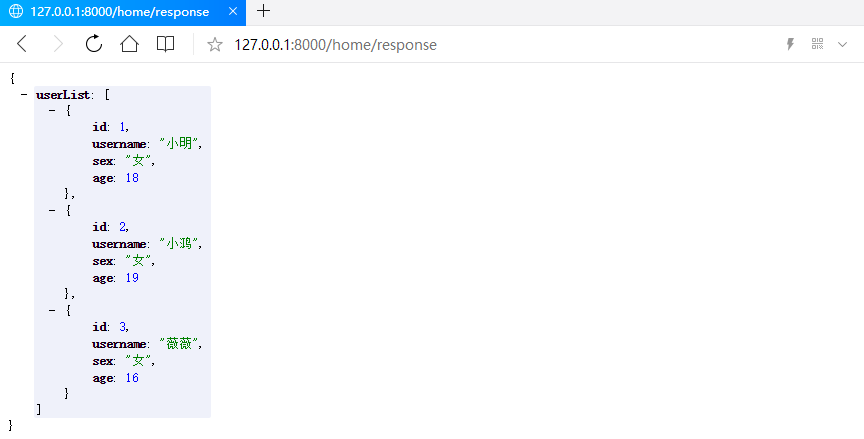 127.0.0.1:8000/home/response
127.0.0.1:8000/home/response
{
- userList: [
- {
id: 1,
username: "小明",
sex: "女",
age: 18
},
- {
id: 2,
username: "小鸿",
sex: "女",
age: 19
},
- {
id: 3,
username: "薇薇",
sex: "女",
age: 16
}
]
}